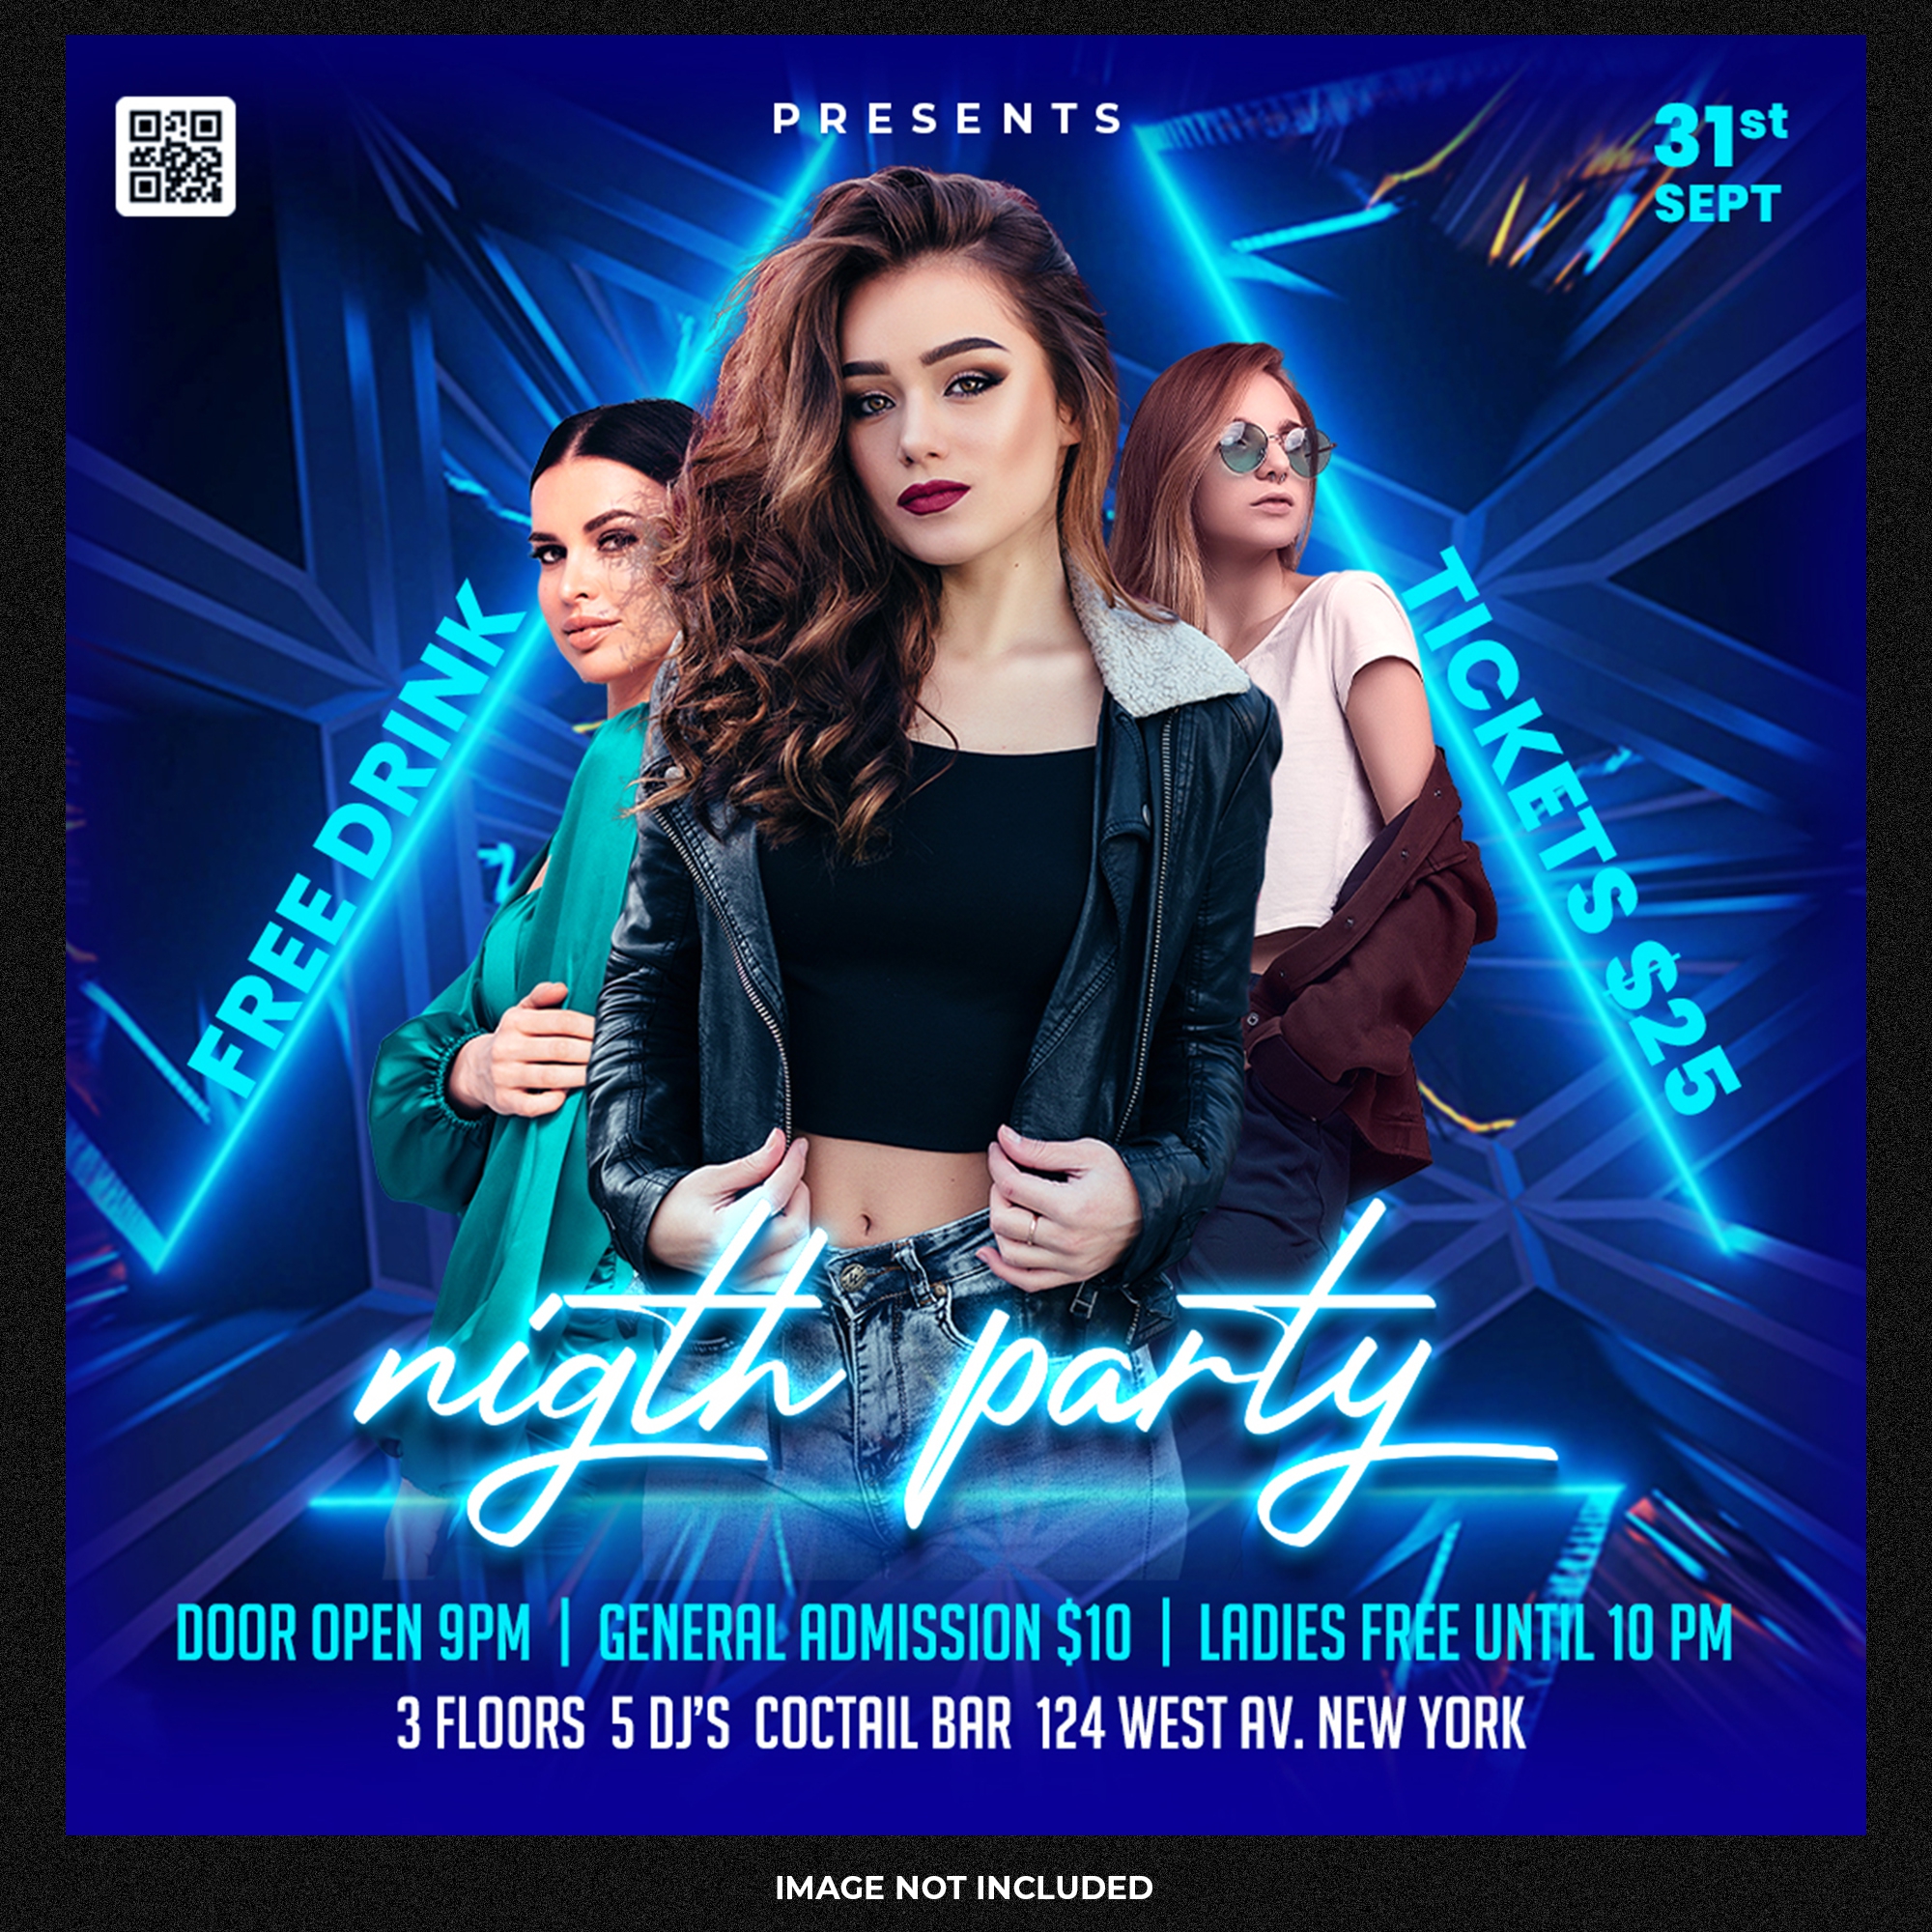 PRESENTS
31st
SEPT
FREE DRINK
TICKETS $25
nigth party
DOOR OPEN 9PM | GENERAL ADMISSION $10 | LADIES FREE UNTIL 10 PM
3 FLOORS 5 DJ'S COCTAIL BAR 124 WEST AV. NEW YORK
IMAGE NOT INCLUDED